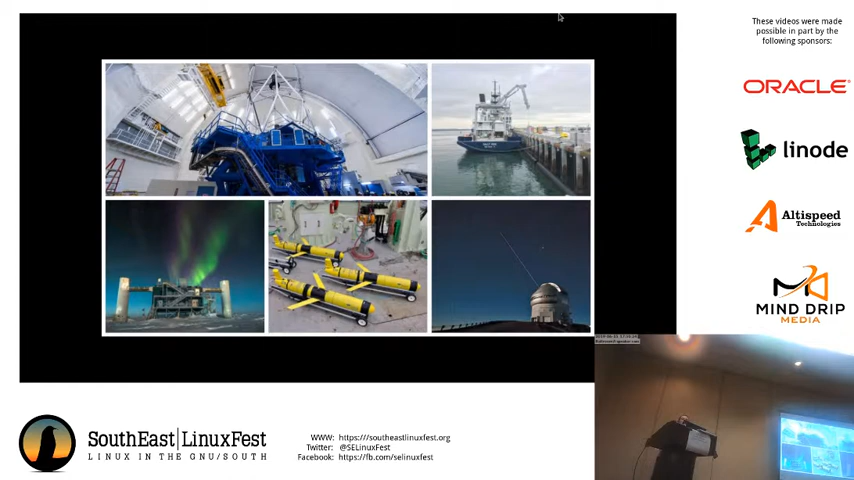 These videos were made
possible in part by the
following sponsors:
ORACLE
linode
Altispeed
Technologies
MIND DRIP
MEDIA
SouthEast|LinuxFest
LINUX IN THE GNU/SOUTH
WWW: https:///southeastlinuxfest.org
Twitter: @SELinuxFest
Facebook: https://fb.com/selinuxfest